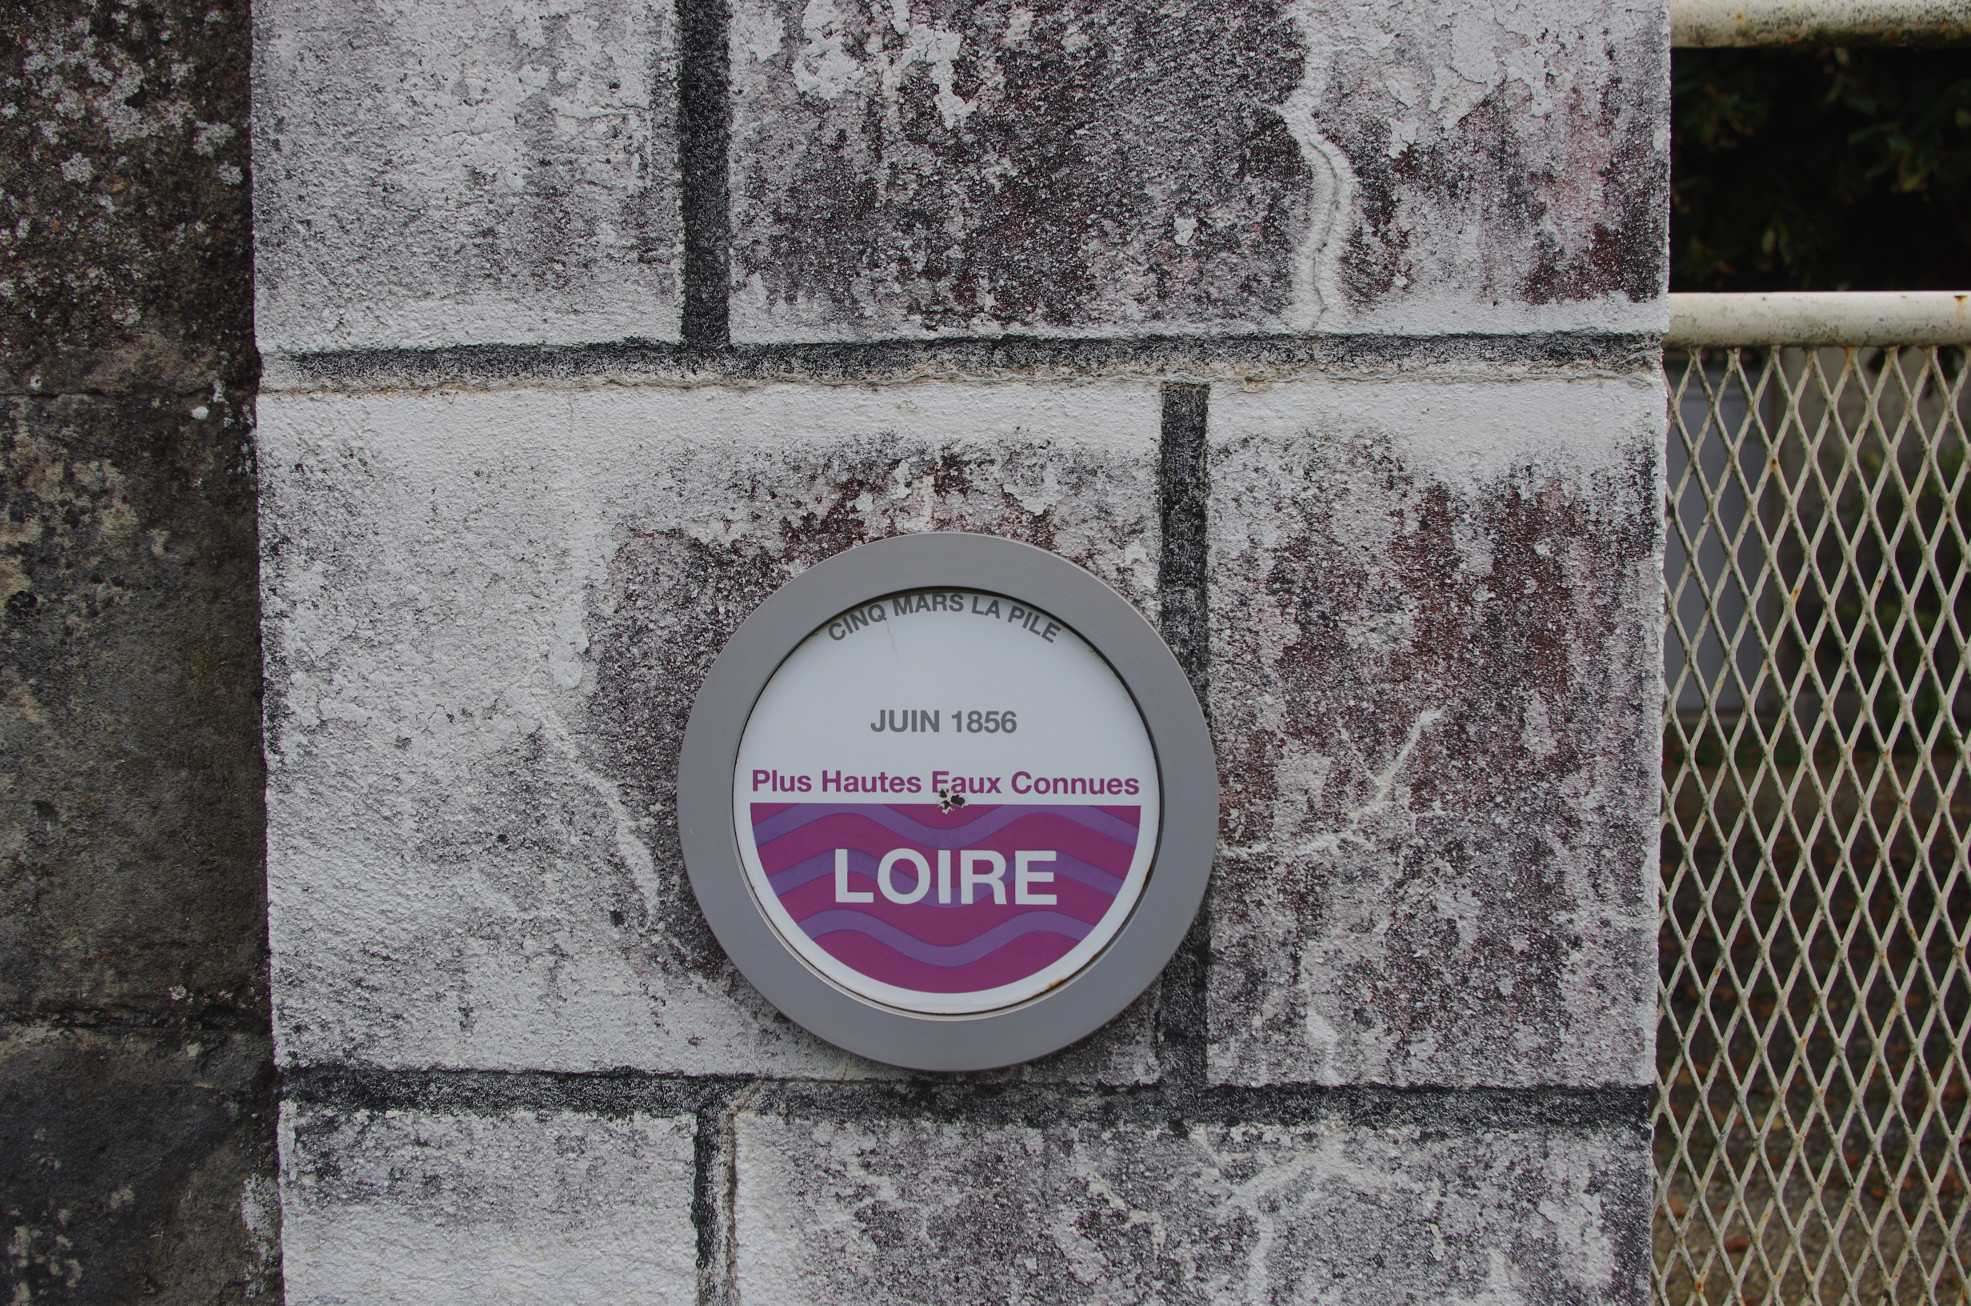 CINQ MARS LA PILE
JUIN 1856
Plus Hautes Eaux Connues
LOIRE